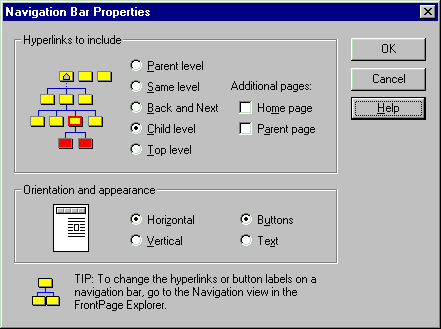 Navigation Bar Properties
Hyperlinks to include
Parent level
Same level
Back and Next
Child level
Top level
Additional pages:
Home page
Parent page
OK
Cancel
Help
Orientation and appearance
Horizontal
Vertical
Buttons
Text
TIP: To change the hyperlinks or button labels on a
navigation bar, go to the Navigation view in the
FrontPage Explorer.